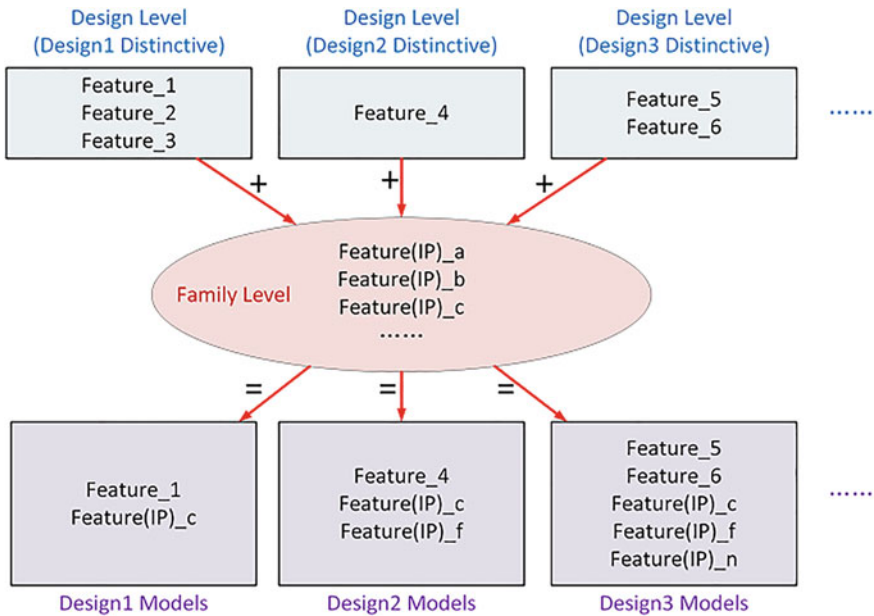 Design Level
(Design1 Distinctive)
Design Level
(Design2 Distinctive)
Design Level
(Design3 Distinctive)
Feature_1
Feature_2
Feature_3
Feature_4
Feature_5
Feature_6
......
+
+
+
Family Level
Feature(IP)_a
Feature(IP)_b
Feature(IP)_c
......
=
=
=
Feature_1
Feature(IP)_c
Feature_4
Feature(IP)_c
Feature(IP)_f
Feature_5
Feature_6
Feature(IP)_c
Feature(IP)_f
Feature(IP)_n
......
Design1 Models
Design2 Models
Design3 Models